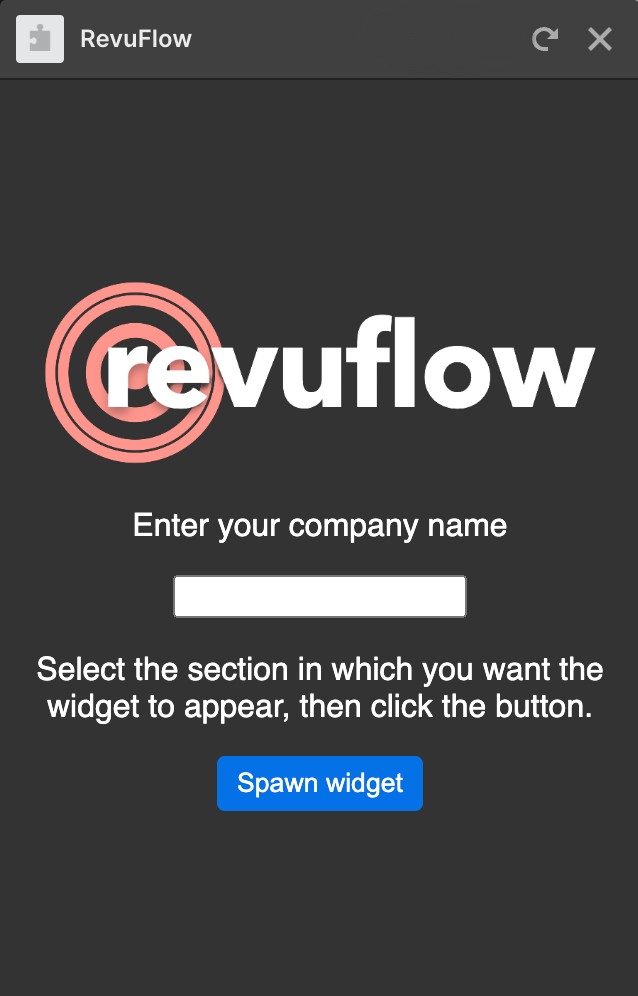 RevuFlow
revuflow
Enter your company name
Select the section in which you want the
widget to appear, then click the button.
Spawn widget